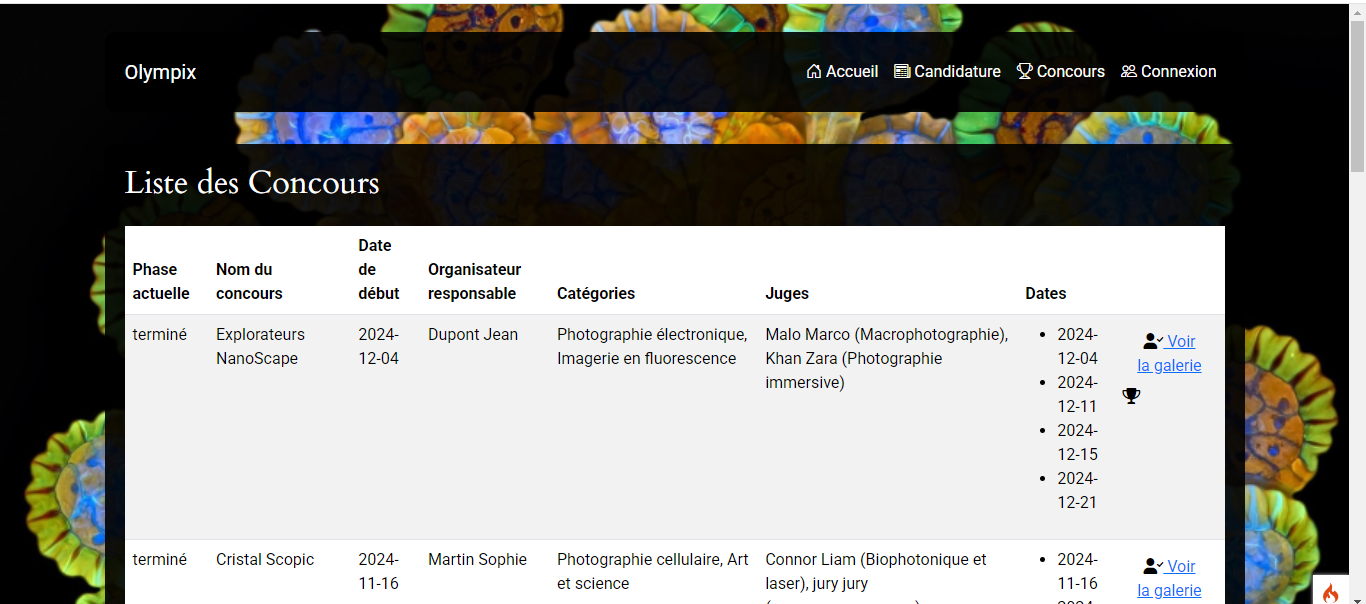 Olympix
Accueil Candidature Concours Connexion
Liste des Concours
Phase actuelle
Nom du concours
Date de début
Organisateur responsable
Catégories
Juges
Dates
terminé
Explorateurs
NanoScape
2024-
12-04
Dupont Jean
Photographie électronique,
Imagerie en fluorescence
Malo Marco (Macrophotographie),
Khan Zara (Photographie
immersive)
2024-
12-04
2024-
12-11
2024-
12-15
2024-
12-21
Voir
la galerie
terminé
Cristal Scopic
2024-
11-16
Martin Sophie
Photographie cellulaire, Art
et science
Connor Liam (Biophotonique et
laser), jury jury
2024-
11-16
Voir
la galerie